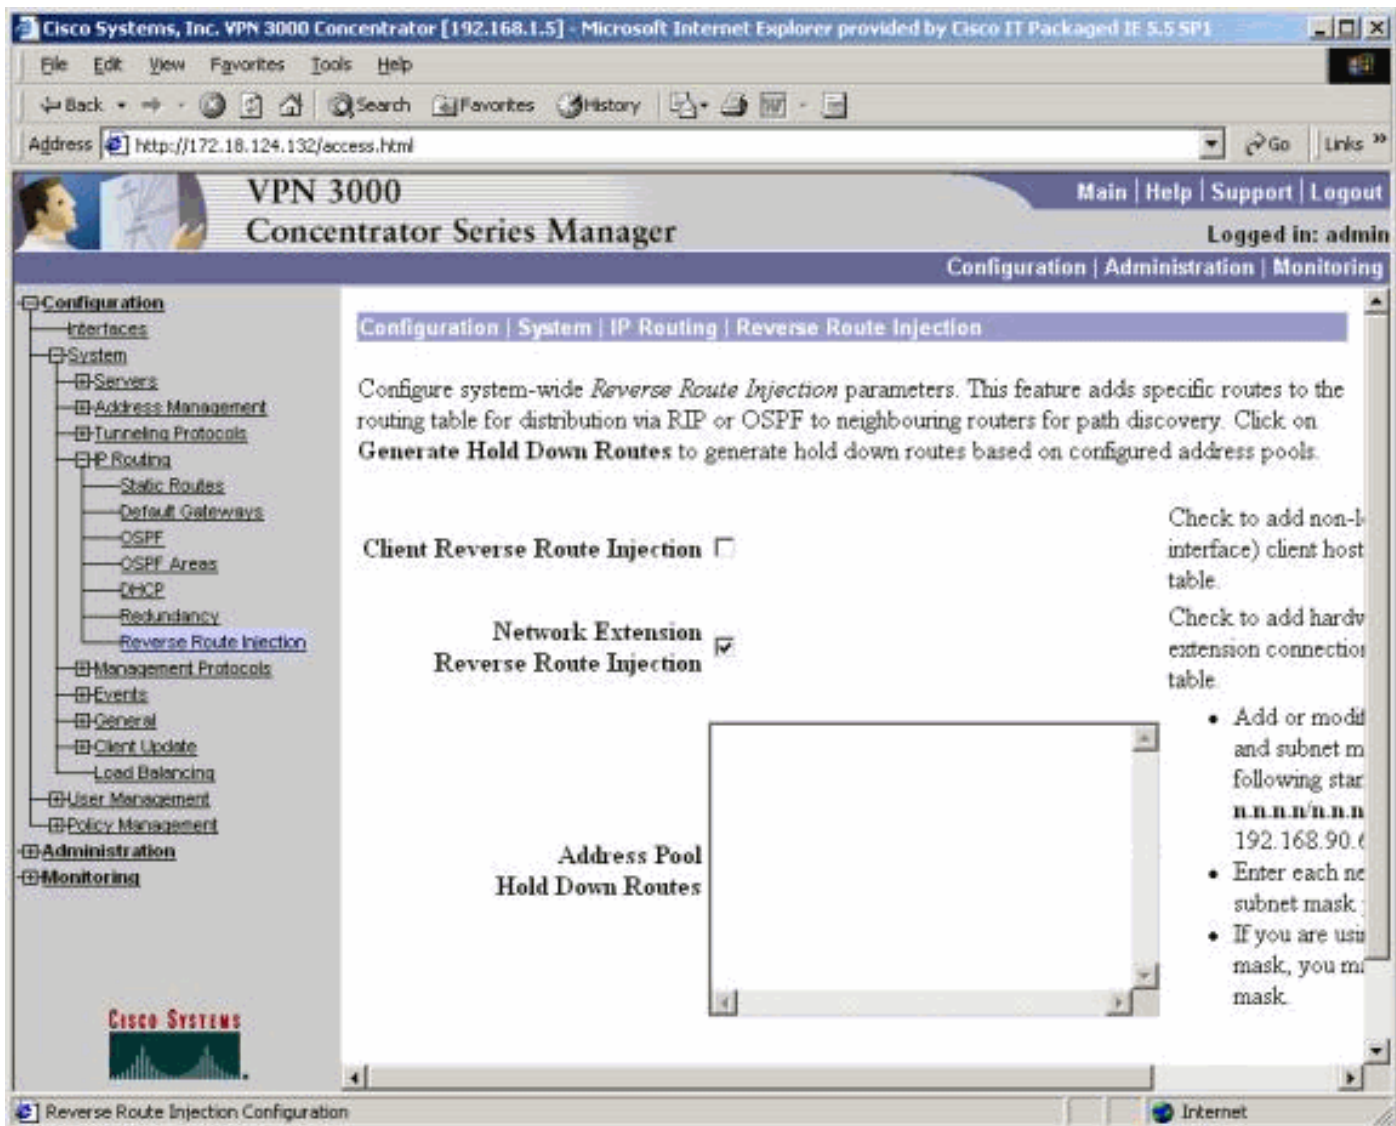 Cisco Systems, Inc. VPN 3000 Concentrator [192.168.1.5] - Microsoft Internet Explorer provided by Cisco IT Packaged IE 5.5 SP1
File Edit View Favorites Tools Help
Back Search Favorites History
Address http://172.18.124.132/access.html Go Links »
VPN 3000
Concentrator Series Manager
Main | Help | Support | Logout
Logged in: admin
Configuration | Administration | Monitoring
Configuration
Interfaces
System
Servers
Address Management
Tunneling Protocols
IP Routing
Static Routes
Default Gateways
OSPF
OSPF Areas
DHCP
Redundancy
Reverse Route Injection
Management Protocols
Events
General
Client Update
Load Balancing
User Management
Policy Management
Administration
Monitoring
CISCO SYSTEMS
Configuration | System | IP Routing | Reverse Route Injection
Configure system-wide Reverse Route Injection parameters. This feature adds specific routes to the
routing table for distribution via RIP or OSPF to neighbouring routers for path discovery. Click on
Generate Hold Down Routes to generate hold down routes based on configured address pools.
Client Reverse Route Injection
Check to add non-l
interface) client host
table.
Network Extension
Reverse Route Injection
Check to add hardw
extension connection
table.
Address Pool
Hold Down Routes
• Add or modif
and subnet m
following star
n.n.n.n/n.n.n
192.168.90.6
• Enter each ne
subnet mask
• If you are usin
mask, you ma
mask.
Reverse Route Injection Configuration
Internet